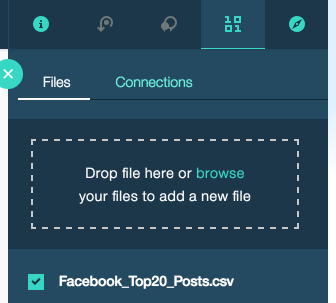 Files Connections
Drop file here or browse
your files to add a new file
Facebook_Top20_Posts.csv